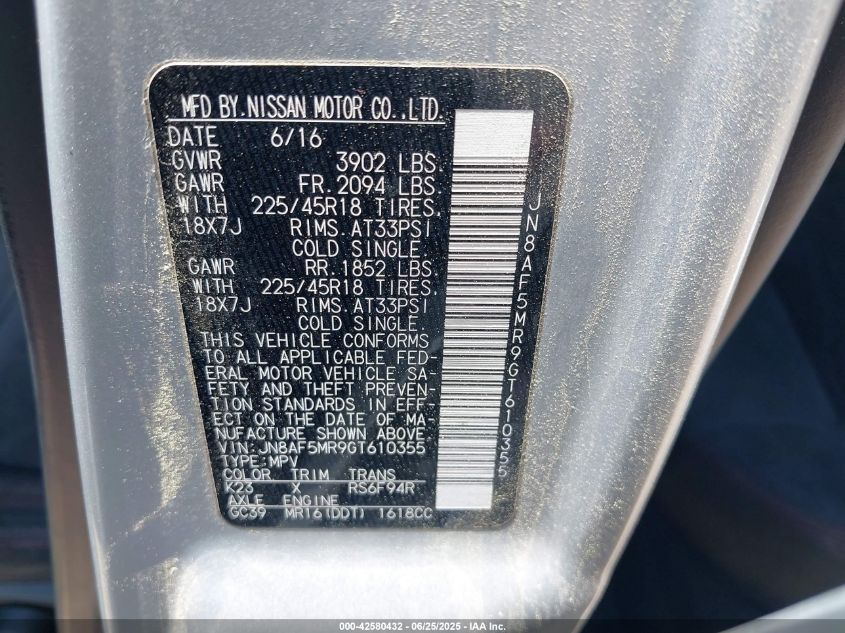 MFD BY.NISSAN MOTOR CO.,LTD.
DATE 6/16
GVWR 3902 LBS.
GAWR FR. 2094 LBS.
WITH 225/45R18 TIRES.
18X7J RIMS. AT33PSI
COLD SINGLE.
GAWR RR. 1852 LBS.
WITH 225/45R18 TIRES.
18X7J RIMS. AT33PSI
COLD SINGLE.
THIS VEHICLE CONFORMS
TO ALL APPLICABLE FED-
ERAL MOTOR VEHICLE SA-
FETY AND THEFT PREVEN-
TION STANDARDS IN EFF-
ECT ON THE DATE OF MA-
NUFACTURE SHOWN ABOVE
VIN:JN8AF5MR9GT610355
TYPE:MPV
COLOR TRIM TRANS
K23 X RS6F94R
AXLE ENGINE
GC39 MR16(DDT) 1618CC
JN8AF5MR9GT610355
000-42580432 - 06/25/2025 - IAA Inc.